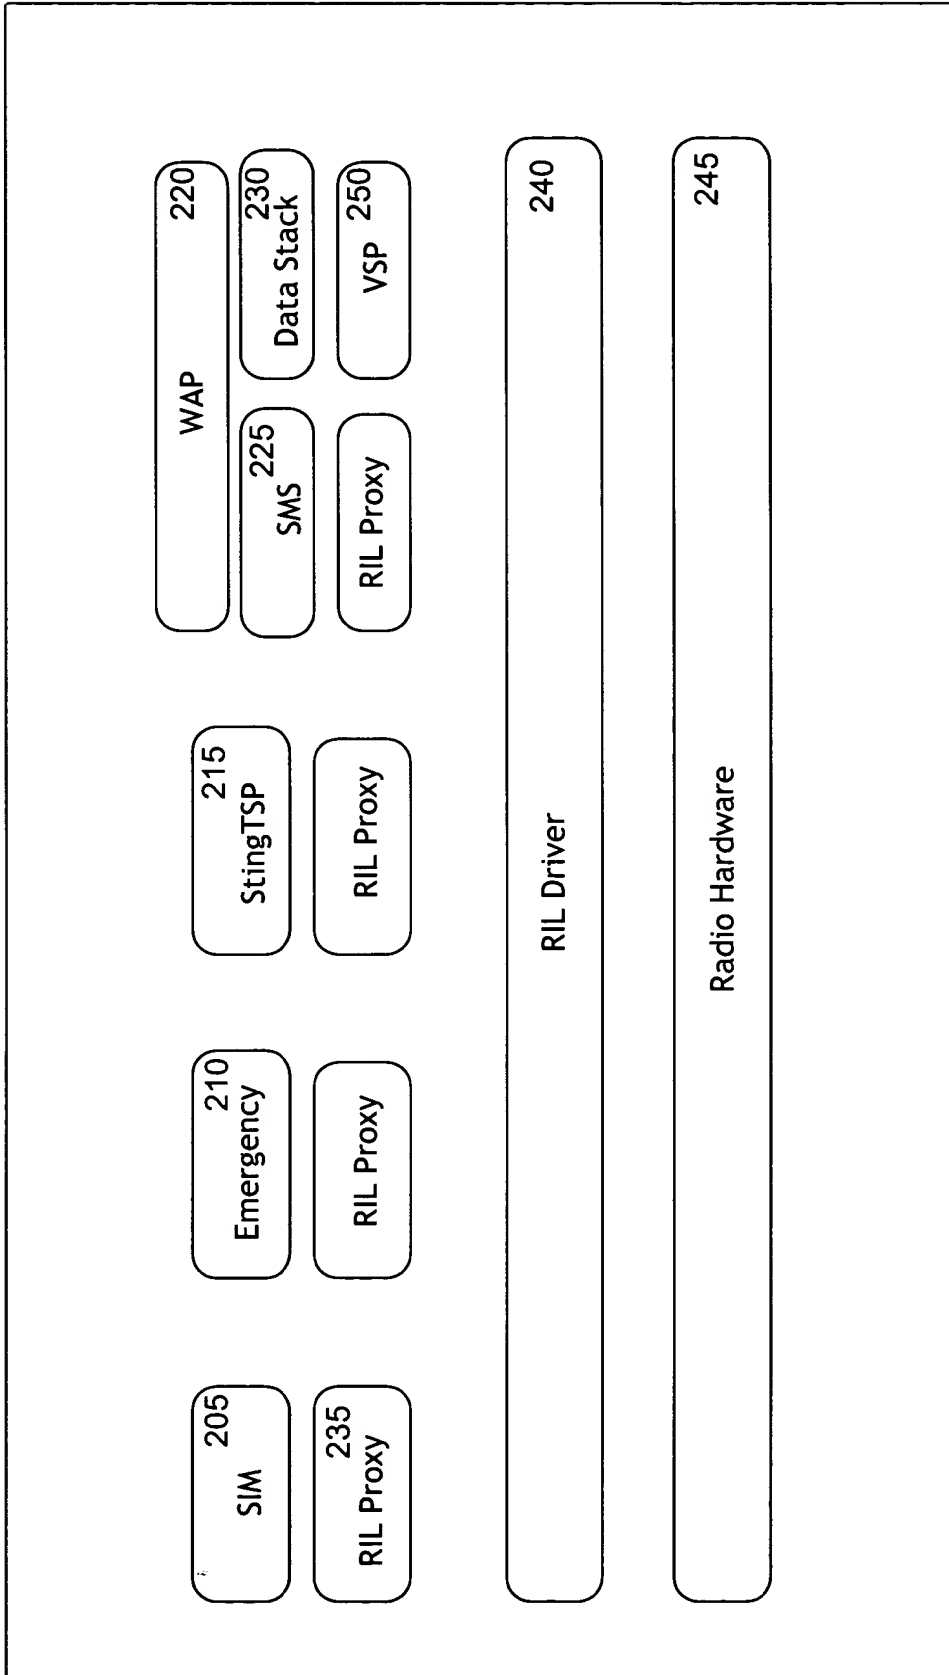 WAP
220
SMS
225
Data Stack
230
SIM
205
Emergency
210
StingTSP
215
RIL Proxy
235
RIL Proxy
RIL Proxy
RIL Proxy
VSP
250
RIL Driver
240
Radio Hardware
245